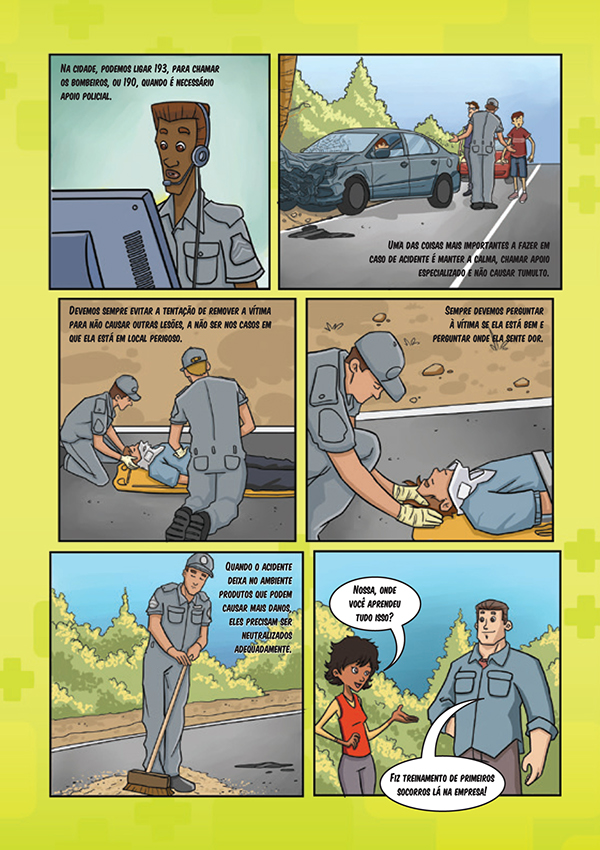 Na cidade, podemos ligar 193, para chamar
os bombeiros, ou 190, quando é necessário
apoio policial.
Uma das coisas mais importantes a fazer em
caso de acidente é manter a calma, chamar apoio
especializado e não causar tumulto.
Devemos sempre evitar a tentação de remover a vítima
para não causar outras lesões, a não ser nos casos em
que ela está em local perigoso.
Sempre devemos perguntar
à vítima se ela está bem e
perguntar onde ela sente dor.
Quando o acidente
deixa no ambiente
produtos que podem
causar mais danos,
eles precisam ser
neutralizados
adequadamente.
Nossa, onde
você aprendeu
tudo isso?
Fiz treinamento de primeiros
socorros lá na empresa!